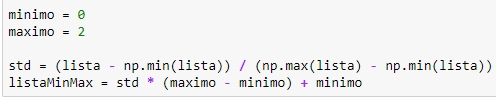 minimo = 0
maximo = 2
std = (lista - np.min(lista)) / (np.max(lista) - np.min(lista))
listaMinMax = std * (maximo - minimo) + minimo